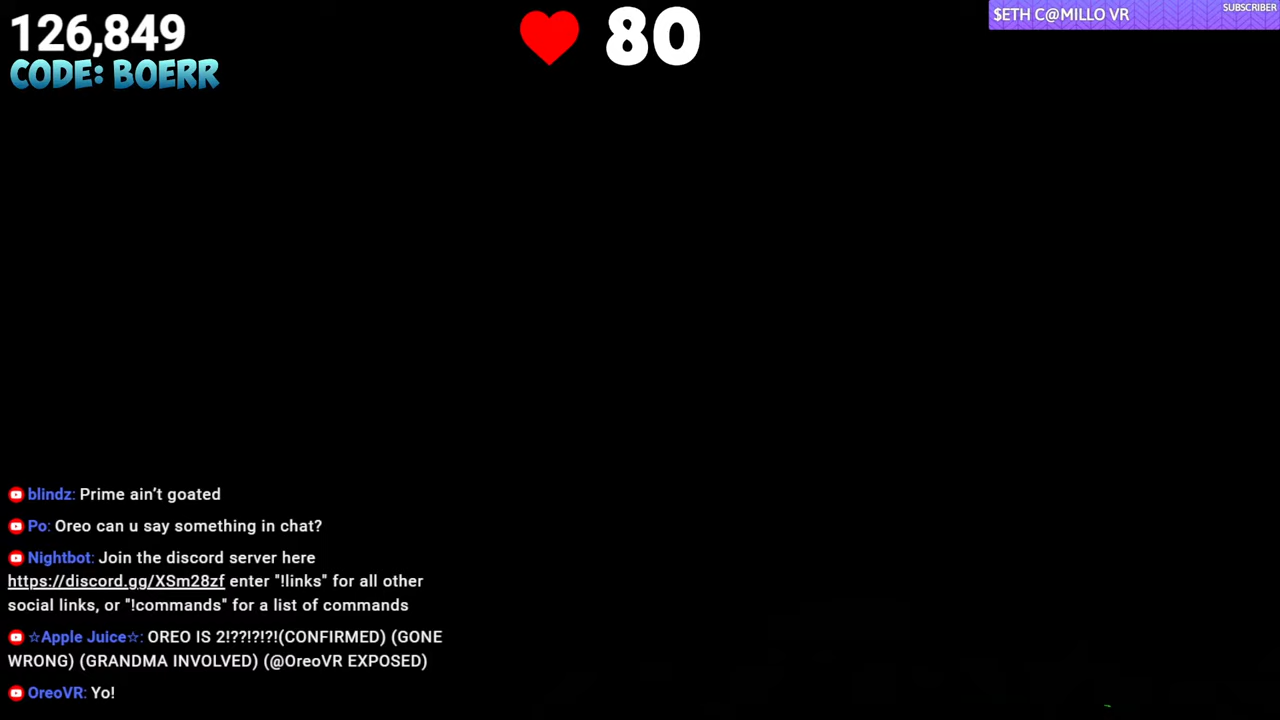 126,849
CODE: BOERR
80
$ETH C@MILLO VR
SUBSCRIBER
blindz: Prime ain’t goated
Po: Oreo can u say something in chat?
Nightbot: Join the discord server here
https://discord.gg/XSm28zf enter "!links" for all other
social links, or "!commands" for a list of commands
☆Apple Juice☆: OREO IS 2!??!?!?!(CONFIRMED) (GONE
WRONG) (GRANDMA INVOLVED) (@OreoVR EXPOSED)
OreoVR: Yo!